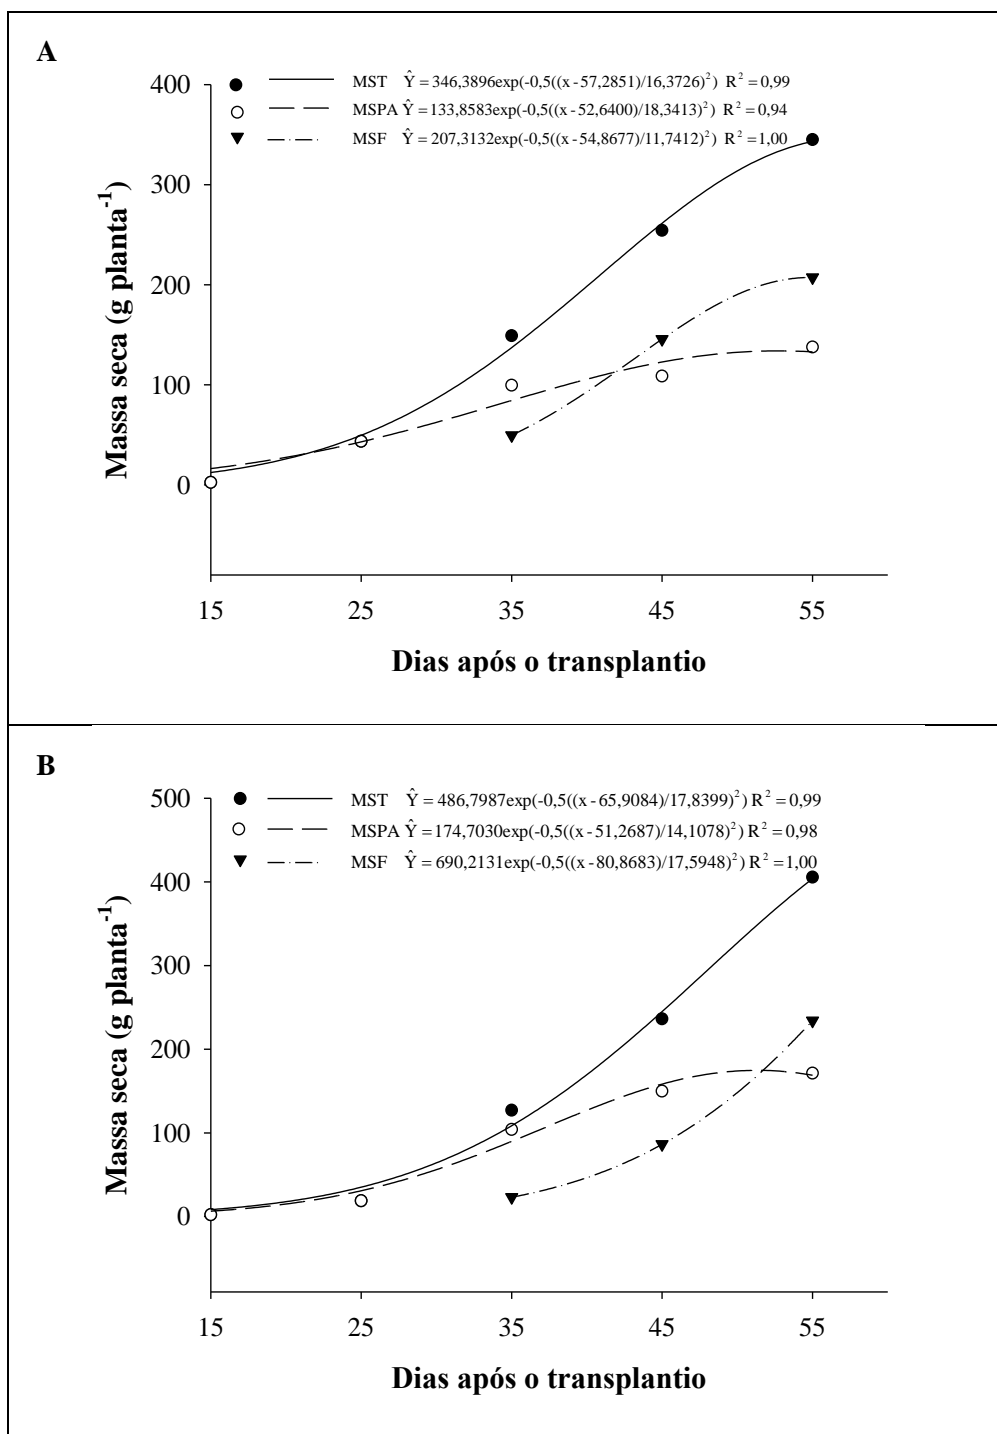 A
MST Ŷ = 346,3896exp(-0,5((x - 57,2851)/16,3726)²) R² = 0,99
MSPA Ŷ = 133,8583exp(-0,5((x - 52,6400)/18,3413)²) R² = 0,94
MSF Ŷ = 207,3132exp(-0,5((x - 54,8677)/11,7412)²) R² = 1,00
Massa seca (g planta⁻¹)
400
300
200
100
0
15 25 35 45 55
Dias após o transplantio
B
MST Ŷ = 486,7987exp(-0,5((x - 65,9084)/17,8399)²) R² = 0,99
MSPA Ŷ = 174,7030exp(-0,5((x - 51,2687)/14,1078)²) R² = 0,98
MSF Ŷ = 690,2131exp(-0,5((x - 80,8683)/17,5948)²) R² = 1,00
Massa seca (g planta⁻¹)
500
400
300
200
100
0
15 25 35 45 55
Dias após o transplantio